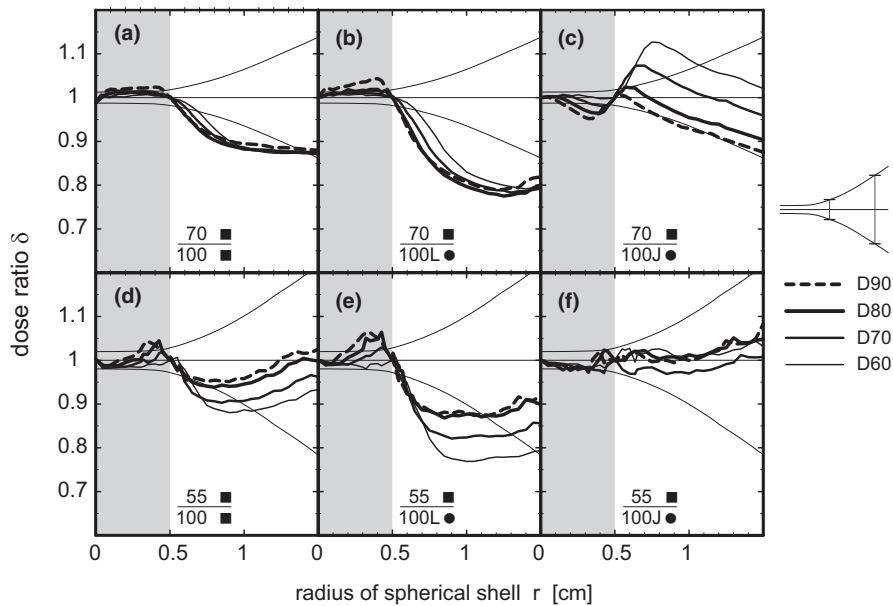 (a) (b) (c)
1.1
1
0.9
0.8
0.7
70 ■ 70 ■ 70 ■
100 ■ 100L ● 100J ●
(d) (e) (f)
1.1
1
0.9
0.8
0.7
55 ■ 55 ■ 55 ■
100 ■ 100L ● 100J ●
0 0.5 1 0 0.5 1 0 0.5 1
dose ratio δ
radius of spherical shell r [cm]
D90
D80
D70
D60